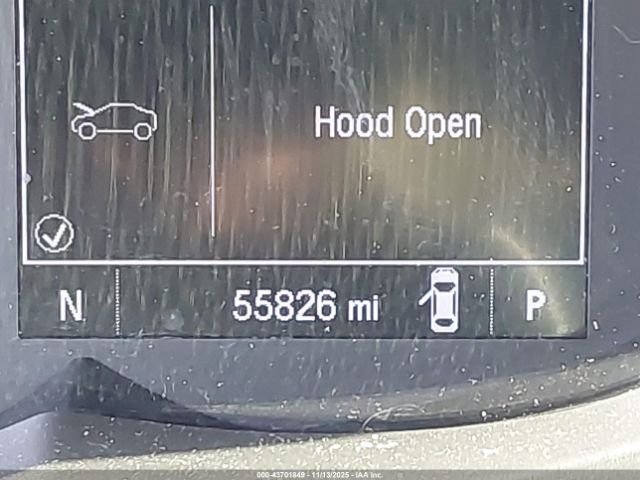 Hood Open
N 55826 mi P
000-43701849 - 11/13/2025 - IAA Inc.